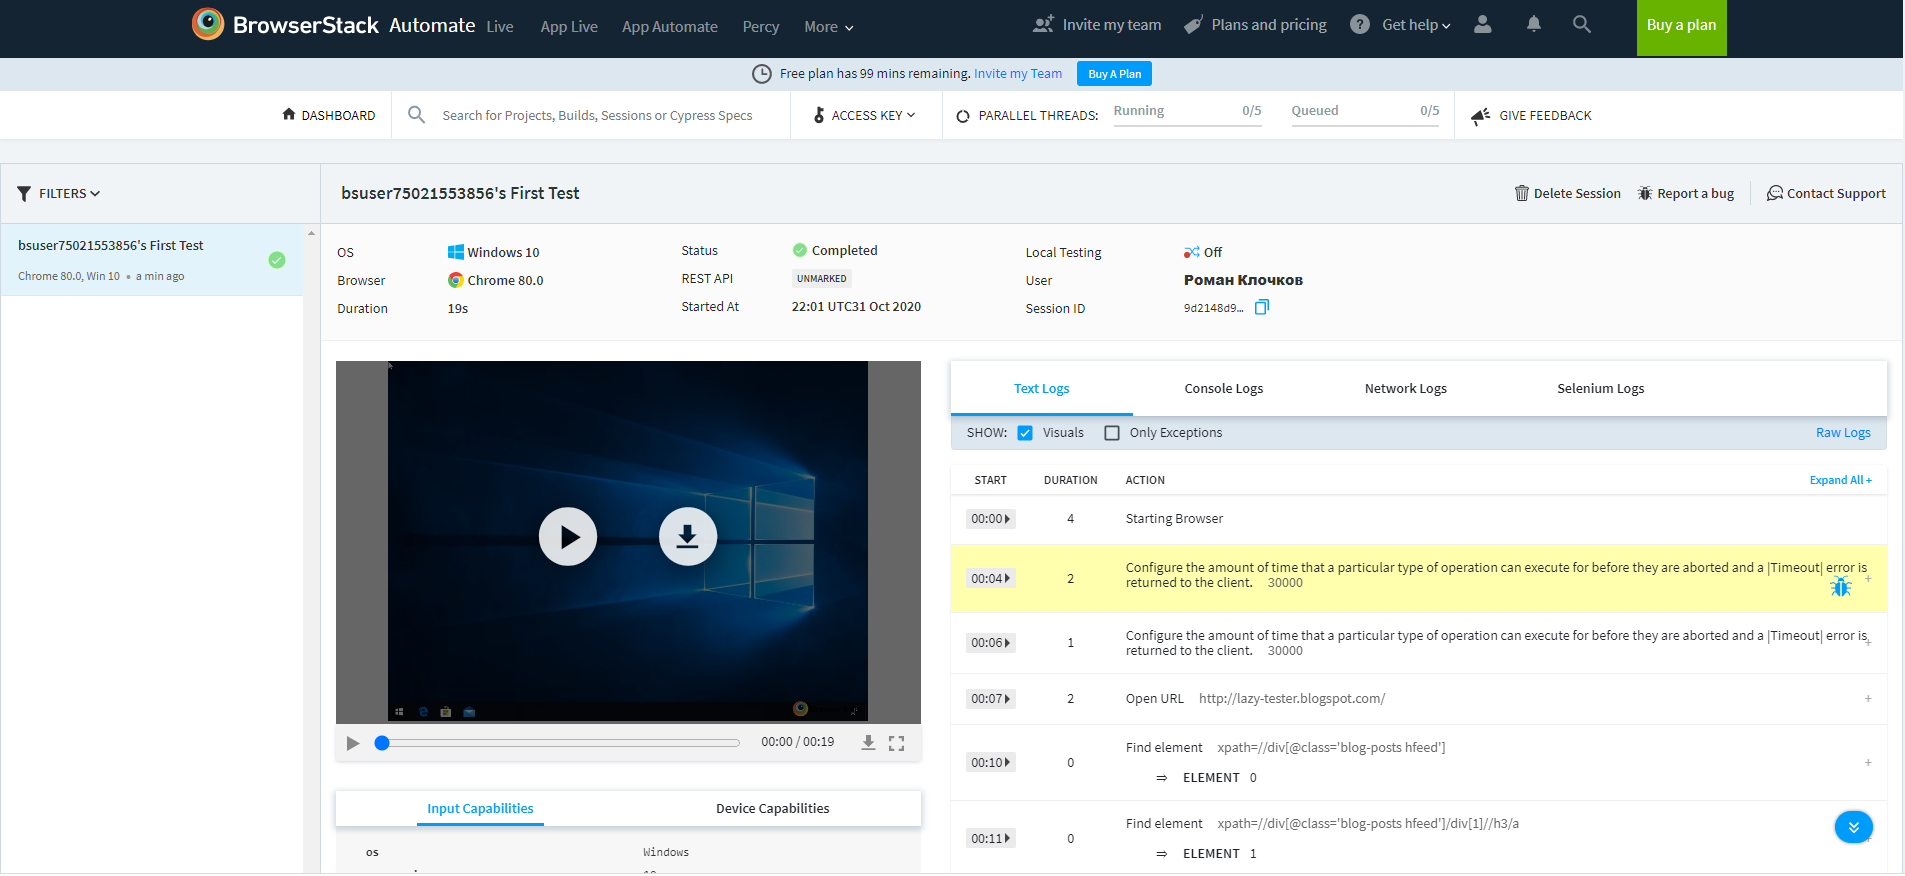 BrowserStack Automate Live App Live App Automate Percy More Invite my team Plans and pricing Get help Buy a plan
Free plan has 99 mins remaining. Invite my Team Buy A Plan
DASHBOARD Search for Projects, Builds, Sessions or Cypress Specs ACCESS KEY PARALLEL THREADS: Running 0/5 Queued 0/5 GIVE FEEDBACK
FILTERS
bsuser75021553856's First Test
Chrome 80.0, Win 10 • a min ago
bsuser75021553856's First Test Delete Session Report a bug Contact Support
OS Windows 10
Browser Chrome 80.0
Duration 19s
Status Completed
REST API UNMARKED
Started At 22:01 UTC31 Oct 2020
Local Testing Off
User Роман Клочков
Session ID 9d2148d9...
00:00 / 00:19
Input Capabilities Device Capabilities
os Windows
Text Logs Console Logs Network Logs Selenium Logs
SHOW: Visuals Only Exceptions Raw Logs
START DURATION ACTION Expand All +
00:00 4 Starting Browser
00:04 2 Configure the amount of time that a particular type of operation can execute for before they are aborted and a |Timeout| error is
returned to the client. 30000 +
00:06 1 Configure the amount of time that a particular type of operation can execute for before they are aborted and a |Timeout| error is
returned to the client. 30000 +
00:07 2 Open URL http://lazy-tester.blogspot.com/ +
00:10 0 Find element xpath=//div[@class='blog-posts hfeed'] +
⇒ ELEMENT 0
00:11 0 Find element xpath=//div[@class='blog-posts hfeed']/div[1]//h3/a
⇒ ELEMENT 1